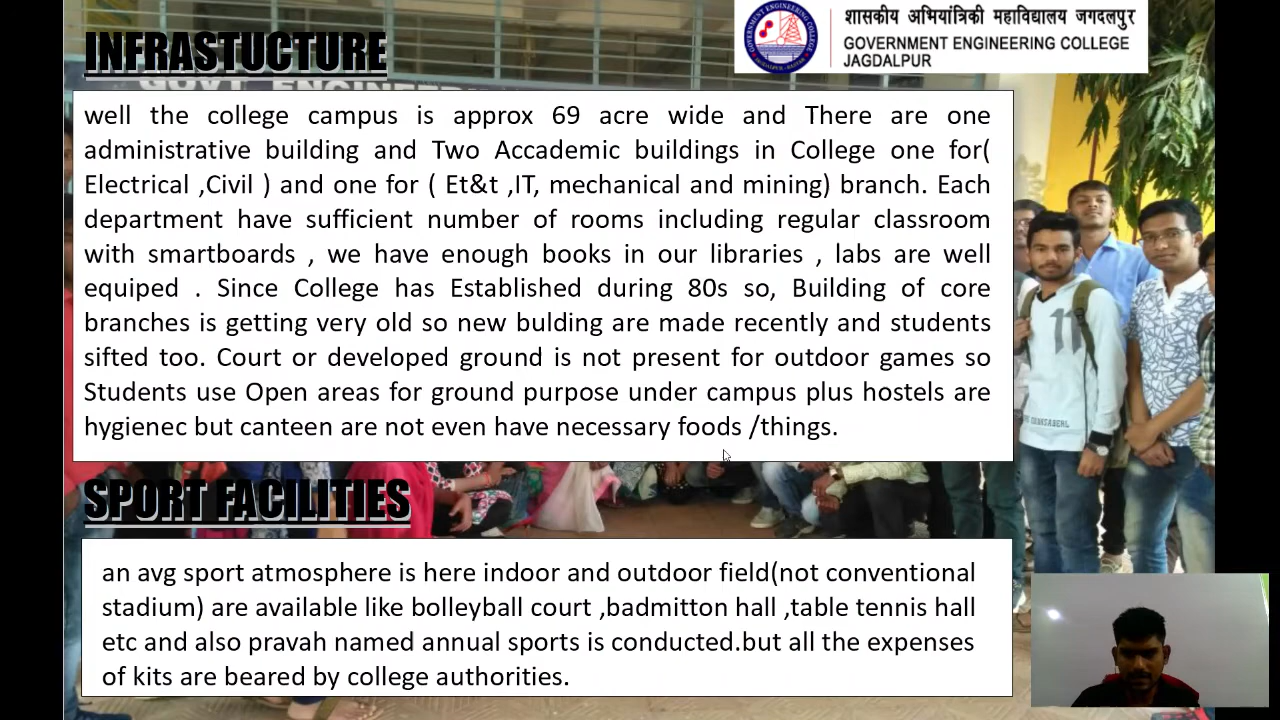 INFRASTUCTURE
शासकीय अभियांत्रिकी महाविद्यालय जगदलपुर
GOVERNMENT ENGINEERING COLLEGE
JAGDALPUR
well the college campus is approx 69 acre wide and There are one
administrative building and Two Accademic buildings in College one for(
Electrical ,Civil ) and one for ( Et&t ,IT, mechanical and mining) branch. Each
department have sufficient number of rooms including regular classroom
with smartboards , we have enough books in our libraries , labs are well
equiped . Since College has Established during 80s so, Building of core
branches is getting very old so new bulding are made recently and students
sifted too. Court or developed ground is not present for outdoor games so
Students use Open areas for ground purpose under campus plus hostels are
hygienec but canteen are not even have necessary foods /things.
11
SPORT FACILITIES
an avg sport atmosphere is here indoor and outdoor field(not conventional
stadium) are available like bolleyball court ,badmitton hall ,table tennis hall
etc and also pravah named annual sports is conducted.but all the expenses
of kits are beared by college authorities.